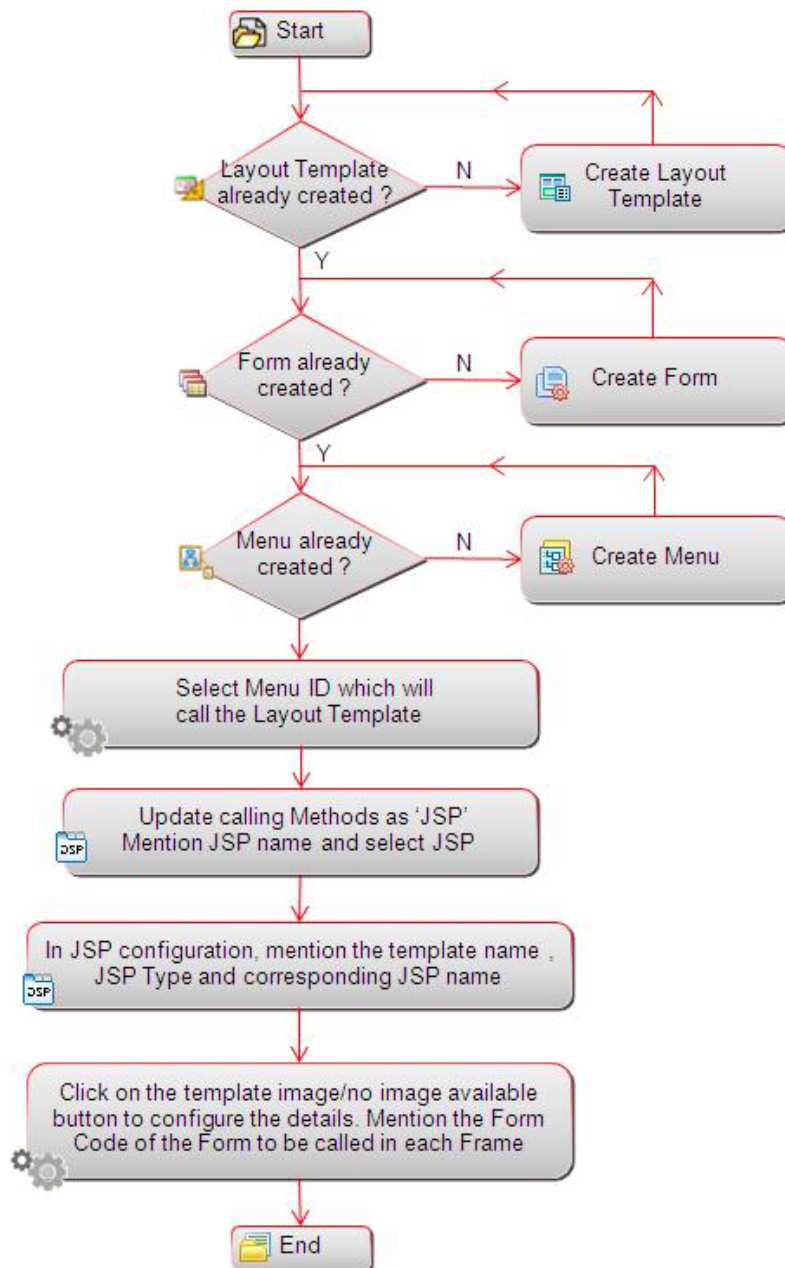 Start
Layout Template
already created ?
N
Create Layout
Template
Y
Form already
created ?
N
Create Form
Y
Menu already
created ?
N
Create Menu
Select Menu ID which will
call the Layout Template
Update calling Methods as ‘JSP’
Mention JSP name and select JSP
JSP
In JSP configuration, mention the template name ,
JSP Type and corresponding JSP name
JSP
Click on the template image/no image available
button to configure the details. Mention the Form
Code of the Form to be called in each Frame
End